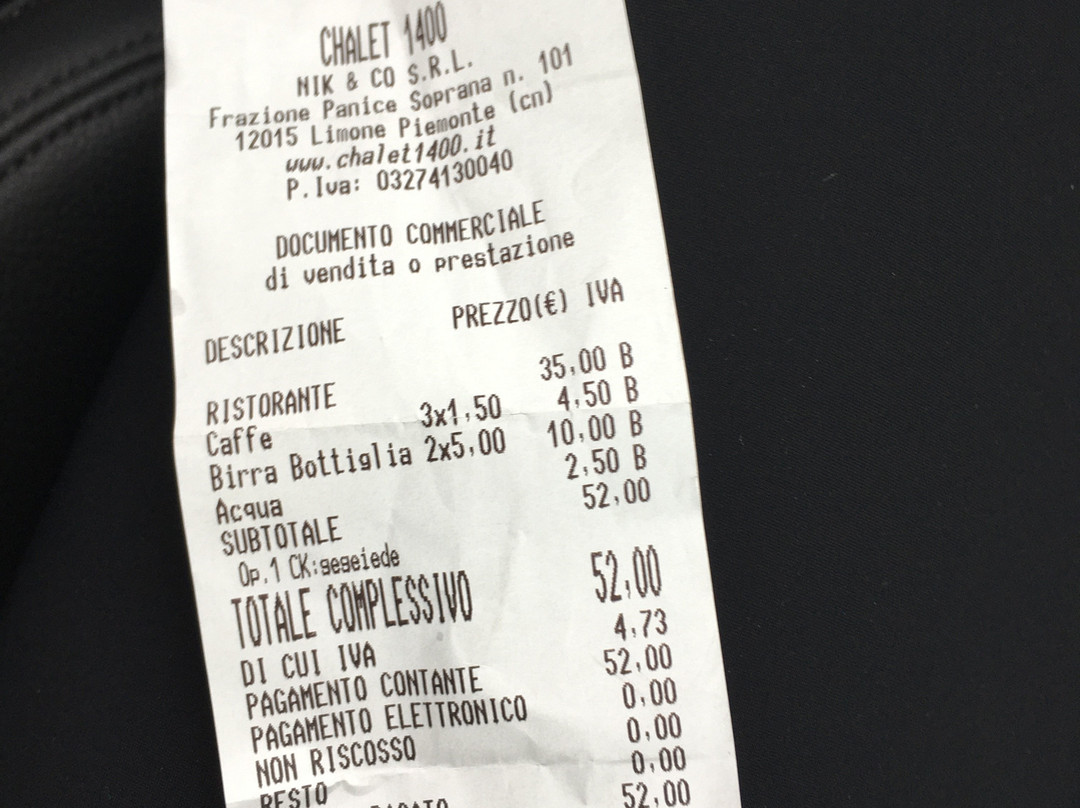 CHALET 1400
NIK & CO S.R.L.
Frazione Panice Soprana n. 101
12015 Limone Piemonte (cn)
www.chalet1400.it
P.Iva: 03274130040
DOCUMENTO COMMERCIALE
di vendita o prestazione
DESCRIZIONE PREZZO(€) IVA
RISTORANTE 35,00 B
Caffe 3x1,50 4,50 B
Birra Bottiglia 2x5,00 10,00 B
Acqua 2,50 B
SUBTOTALE 52,00
Op.1 CK:gegeiede
TOTALE COMPLESSIVO 52,00
DI CUI IVA 4,73
PAGAMENTO CONTANTE 52,00
PAGAMENTO ELETTRONICO 0,00
NON RISCOSSO 0,00
RESTO 0,00
52,00